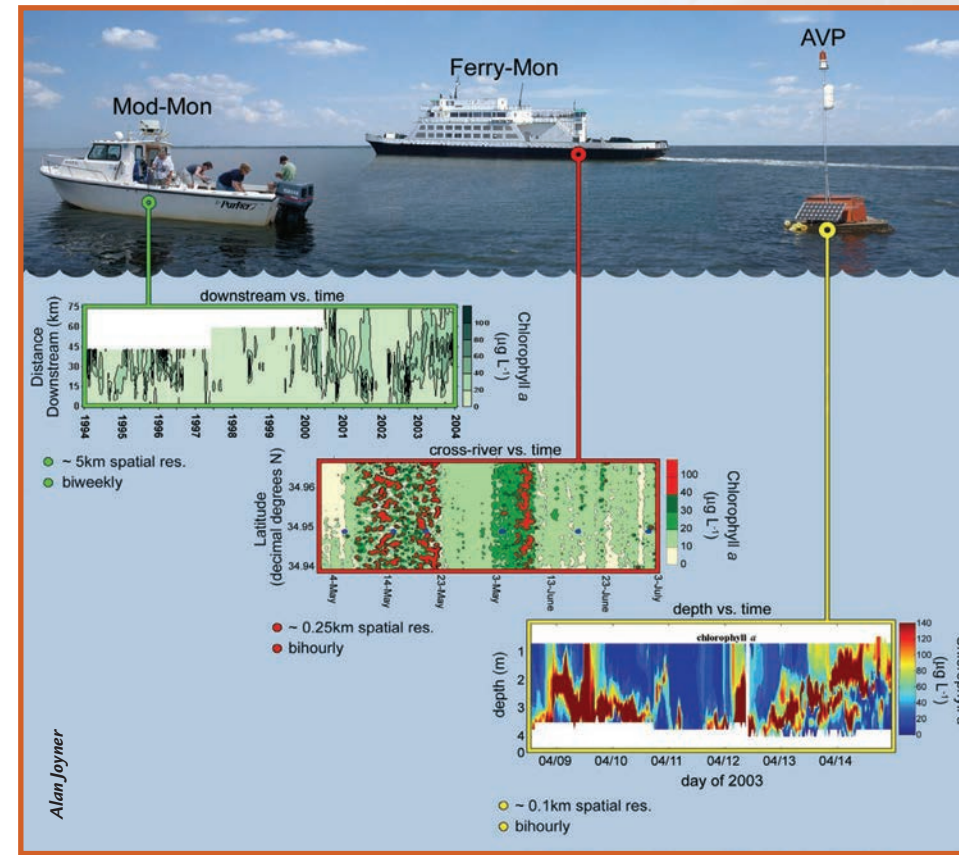 AVP
Ferry-Mon
Mod-Mon
Parker
downstream vs. time
Distance
Downstream (km)
75
60
45
30
15
0
1994
1995
1996
1997
1998
1999
2000
2001
2002
2003
2004
100
80
60
40
20
0
Chlorophyll a
(µg L-1)
~ 5km spatial res.
biweekly
cross-river vs. time
Latitude
(decimal degrees N)
34.96
34.95
34.94
4-May
14-May
23-May
3-May
13-June
23-June
3-July
100
40
30
20
10
0
Chlorophyll a
(µg L-1)
~ 0.25km spatial res.
bihourly
depth vs. time
chlorophyll a
depth (m)
1
2
3
4
0
04/09
04/10
04/11
04/12
04/13
04/14
day of 2003
140
120
100
80
60
40
20
0
(µg L-1)
~ 0.1km spatial res.
bihourly
Alan Joyner